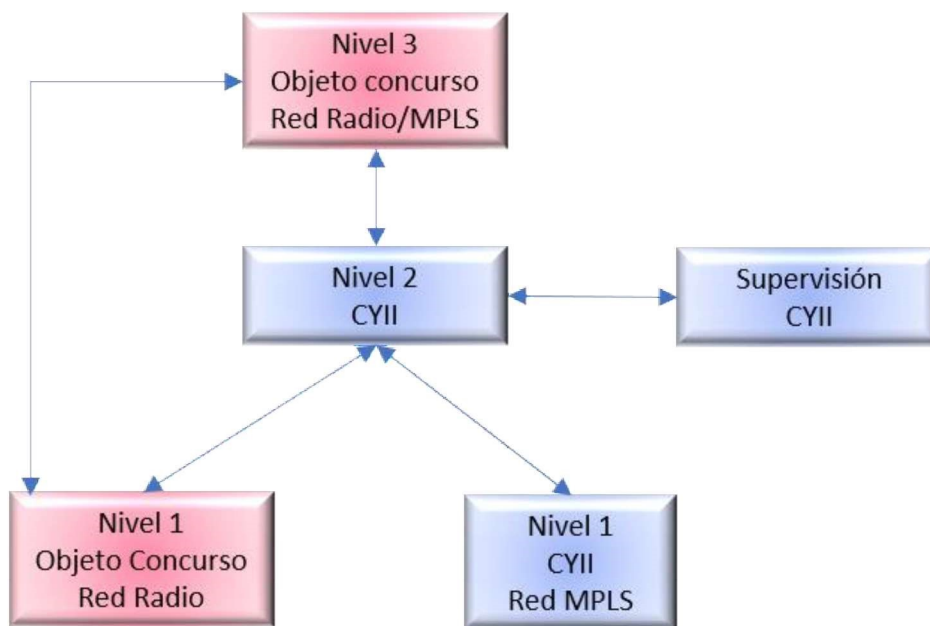 Nivel 3
Objeto concurso
Red Radio/MPLS
Nivel 2
CYII
Supervisión
CYII
Nivel 1
Objeto Concurso
Red Radio
Nivel 1
CYII
Red MPLS